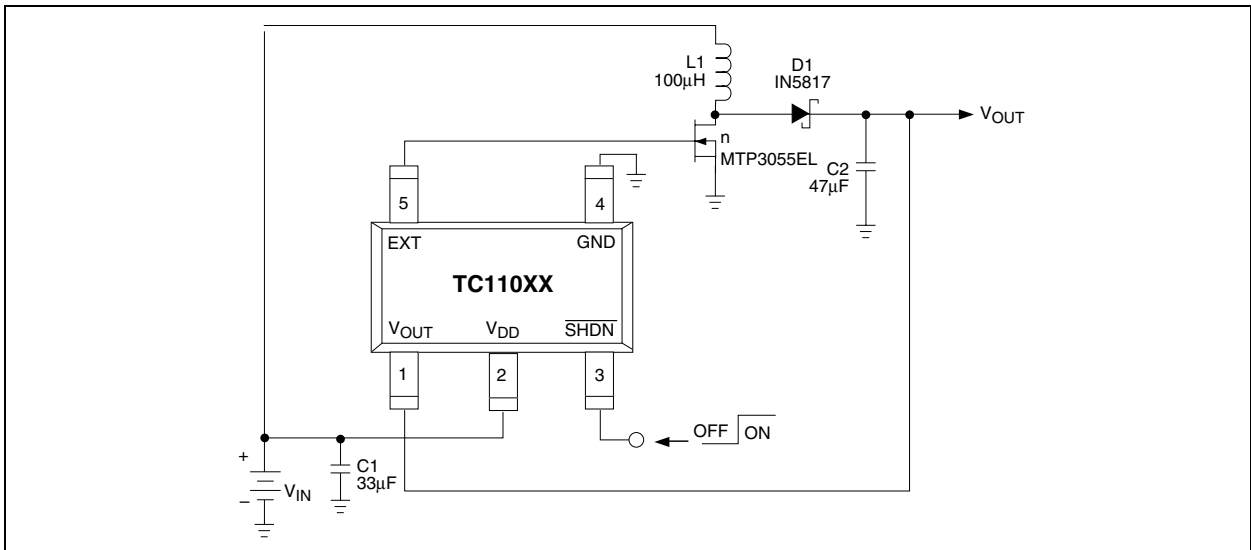 L1
100µH
D1
IN5817
VOUT
n
MTP3055EL
C2
47µF
5
4
EXT
GND
TC110XX
VOUT
VDD
SHDN
1
2
3
OFF
ON
+
–
VIN
C1
33µF